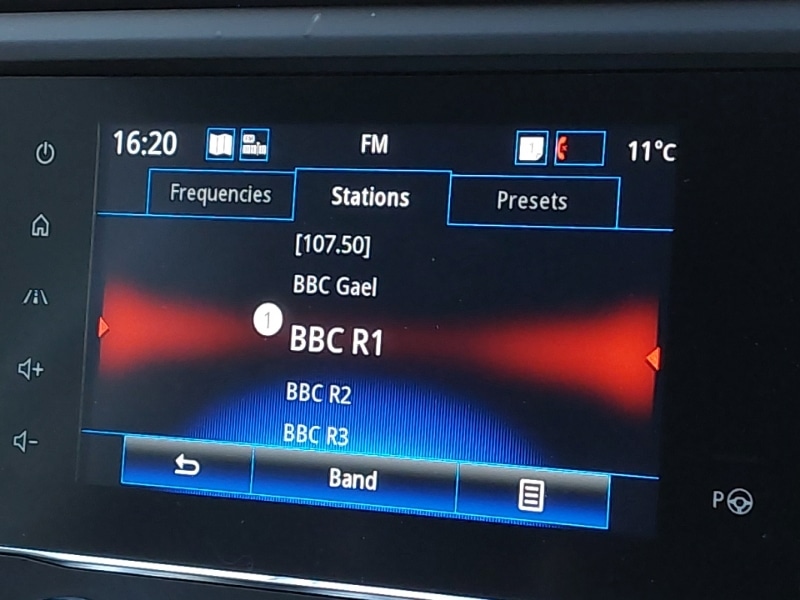 16:20 FM 1 11°C
Frequencies Stations Presets
[107.50]
BBC Gael
1 BBC R1
BBC R2
BBC R3
Band
P